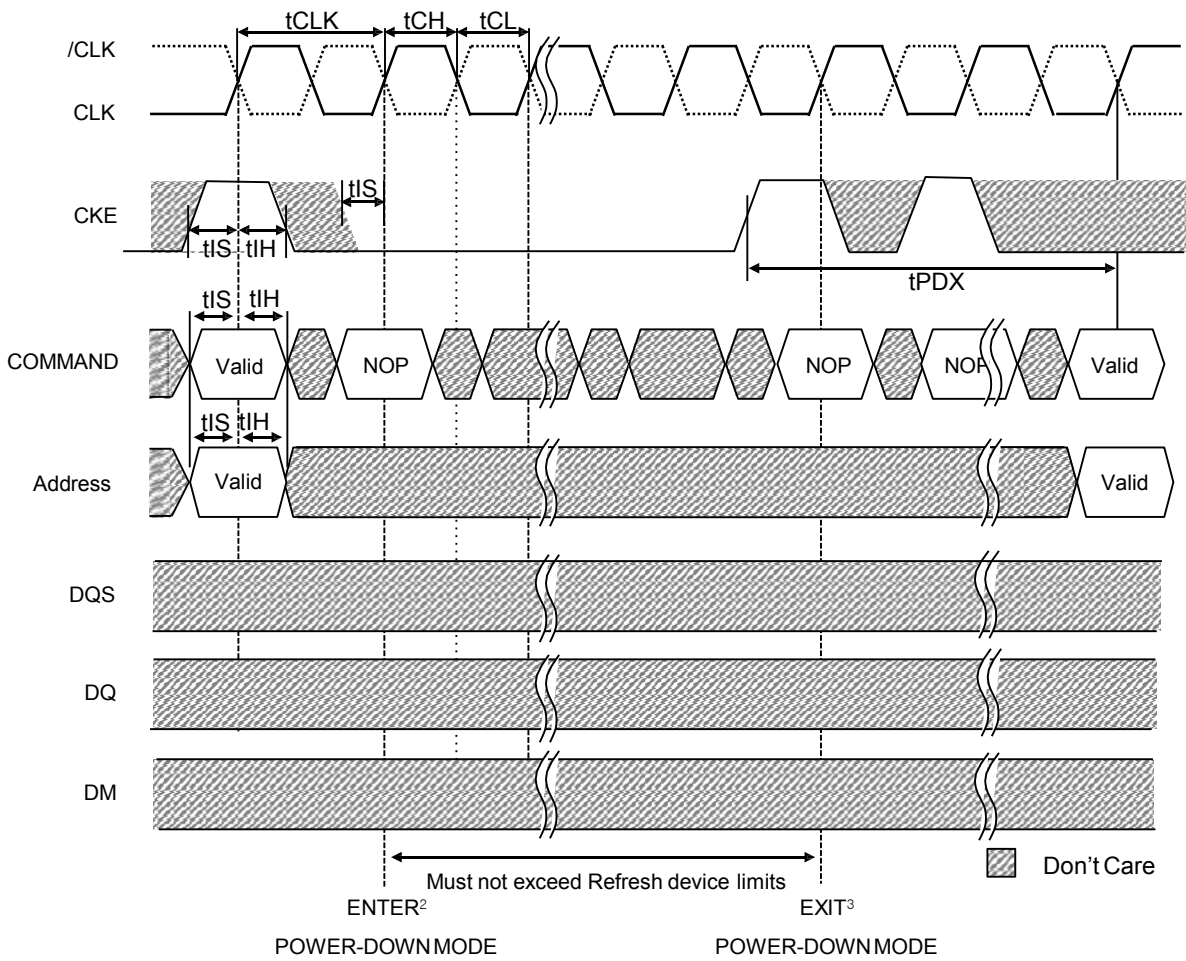 tCLK tCH tCL
/CLK
CLK
tIS
CKE
tIS tIH
tPDX
tIS tIH
COMMAND Valid NOP NOP NOP Valid
tIS tIH
Address Valid Valid
DQS
DQ
DM
Must not exceed Refresh device limits
Don't Care
ENTER² EXIT³
POWER-DOWN MODE POWER-DOWN MODE